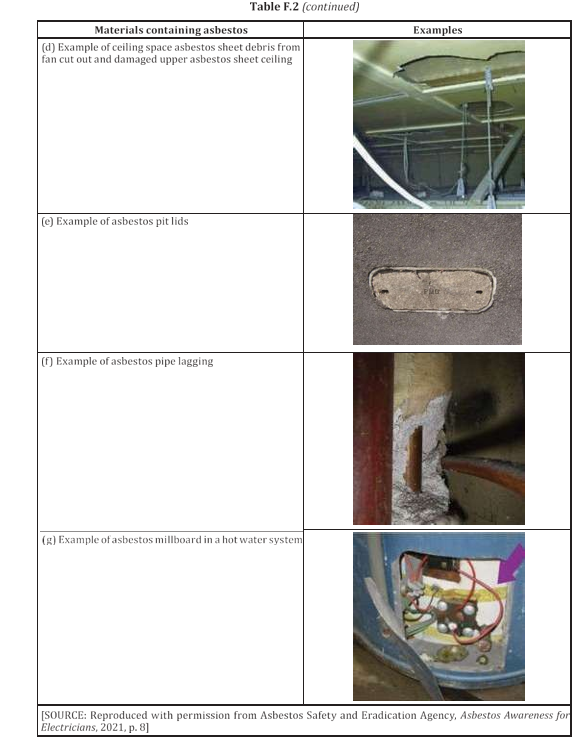 Table F.2 (continued)
Materials containing asbestos
Examples
(d) Example of ceiling space asbestos sheet debris from
fan cut out and damaged upper asbestos sheet ceiling
(e) Example of asbestos pit lids
(f) Example of asbestos pipe lagging
(g) Example of asbestos millboard in a hot water system
[SOURCE: Reproduced with permission from Asbestos Safety and Eradication Agency, Asbestos Awareness for
Electricians, 2021, p. 8]